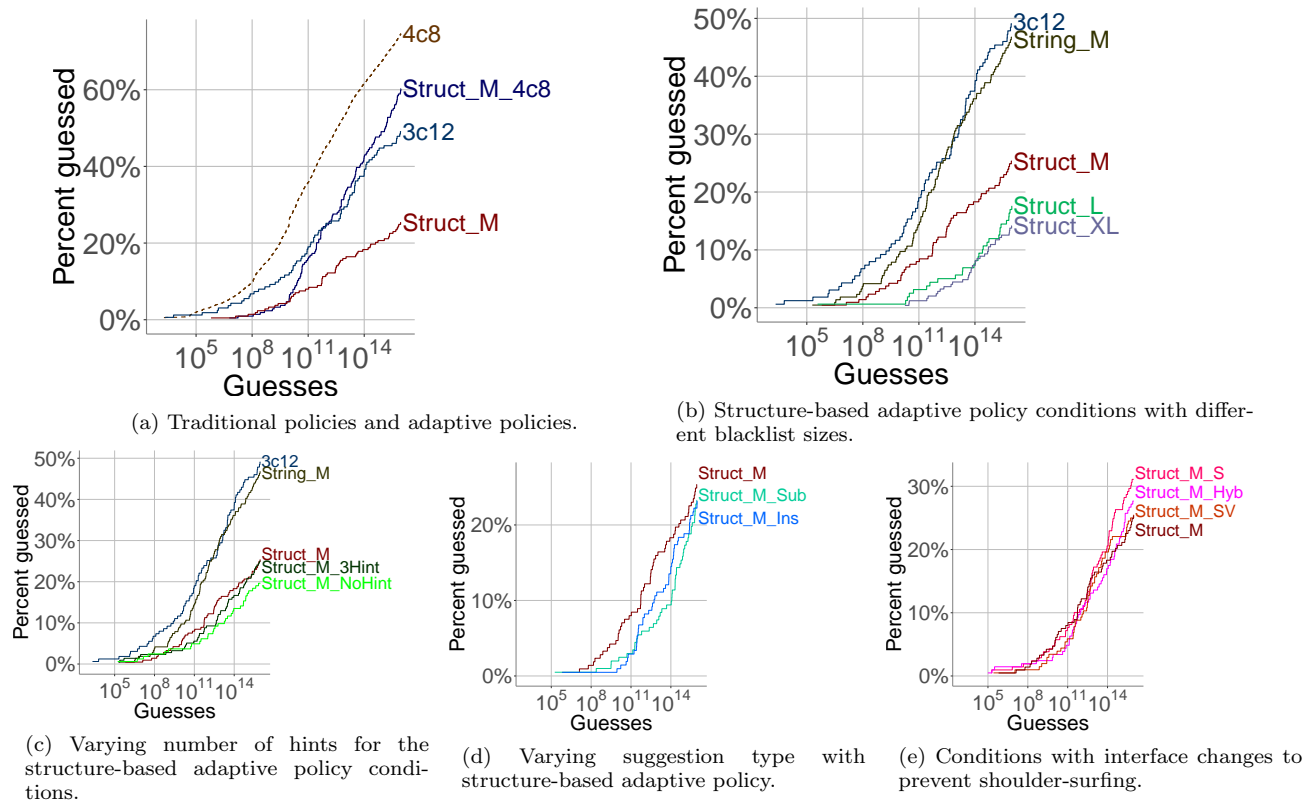 Percent guessed
60%
40%
20%
0%
4c8
Struct_M_4c8
3c12
Struct_M
10^5 10^8 10^11 10^14
Guesses
(a) Traditional policies and adaptive policies.
Percent guessed
50%
40%
30%
20%
10%
0%
3c12
String_M
Struct_M
Struct_L
Struct_XL
10^5 10^8 10^11 10^14
Guesses
(b) Structure-based adaptive policy conditions with differ-
ent blacklist sizes.
Percent guessed
50%
40%
30%
20%
10%
0%
3c12
String_M
Struct_M
Struct_M_3Hint
Struct_M_NoHint
10^5 10^8 10^11 10^14
Guesses
(c) Varying number of hints for the
structure-based adaptive policy condi-
tions.
Percent guessed
20%
10%
0%
Struct_M
Struct_M_Sub
Struct_M_Ins
10^5 10^8 10^11 10^14
Guesses
(d) Varying suggestion type with
structure-based adaptive policy.
Percent guessed
30%
20%
10%
0%
Struct_M_S
Struct_M_Hyb
Struct_M_SV
Struct_M
10^5 10^8 10^11 10^14
Guesses
(e) Conditions with interface changes to
prevent shoulder-surfing.